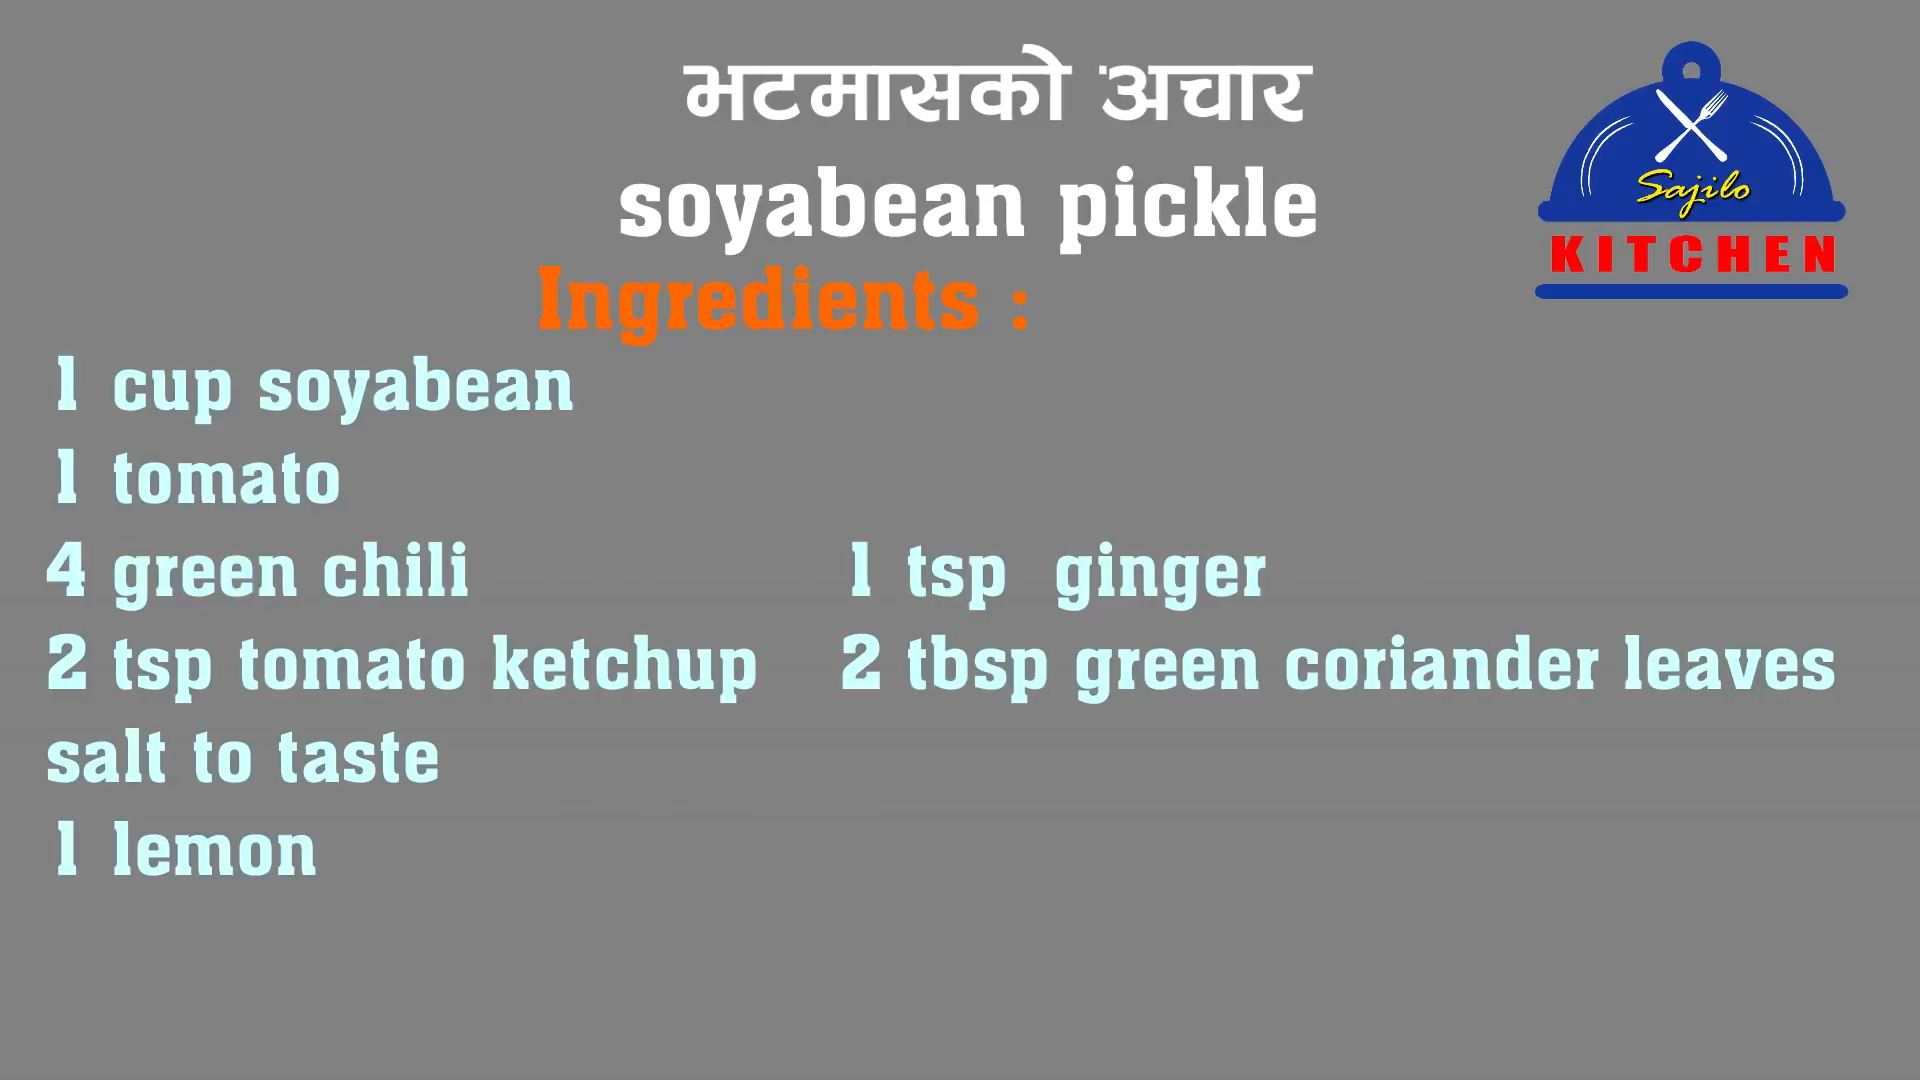 भटमासको अचार
soyabean pickle
Sajilo
KITCHEN
Ingredients :
1 cup soyabean
1 tomato
4 green chili
1 tsp ginger
2 tsp tomato ketchup
2 tbsp green coriander leaves
salt to taste
1 lemon